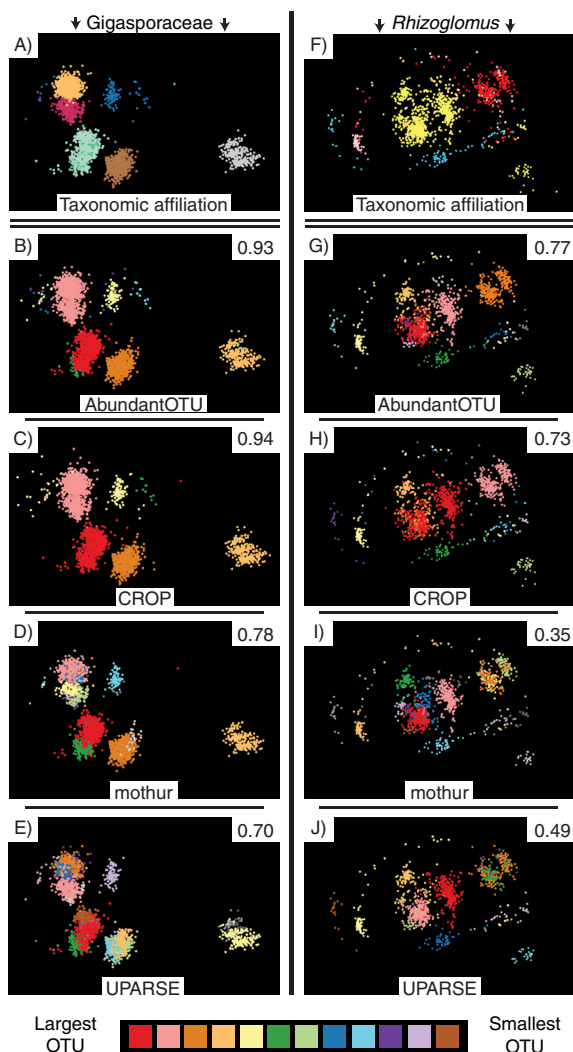 Gigasporaceae
Rhizoglomus
A)
F)
Taxonomic affiliation
Taxonomic affiliation
B)
0.93
G)
0.77
AbundantOTU
AbundantOTU
C)
0.94
H)
0.73
CROP
CROP
D)
0.78
I)
0.35
mothur
mothur
E)
0.70
J)
0.49
UPARSE
UPARSE
Largest
OTU
Smallest
OTU